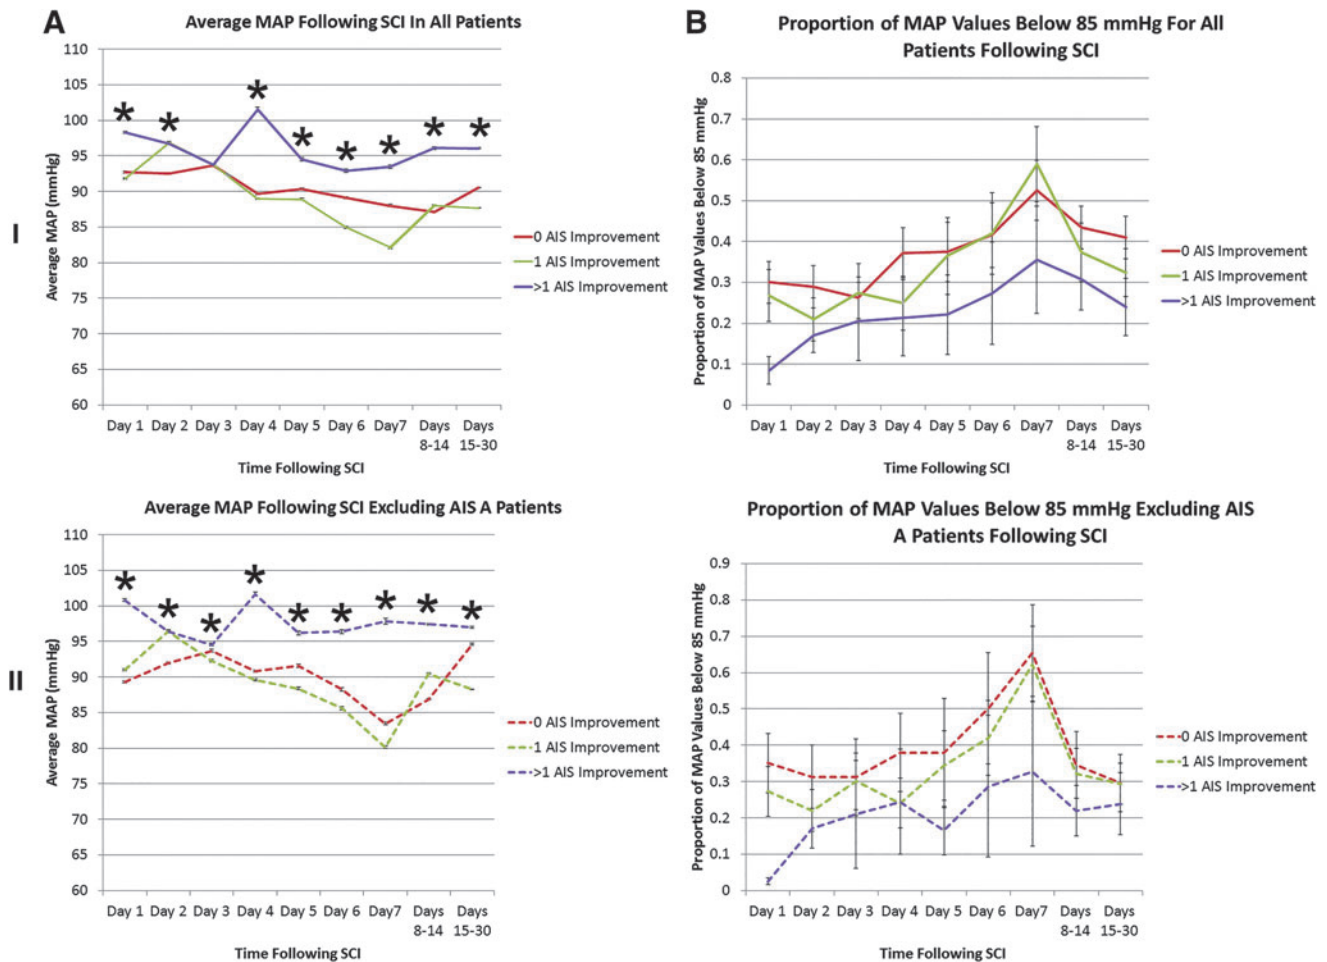 A
Average MAP Following SCI In All Patients
I
Average MAP (mmHg)
110
105
100
95
90
85
80
75
70
65
60
* * * * * * * *
Day 1 Day 2 Day 3 Day 4 Day 5 Day 6 Day7 Days 8-14 Days 15-30
Time Following SCI
0 AIS Improvement
1 AIS Improvement
>1 AIS Improvement
B
Proportion of MAP Values Below 85 mmHg For All
Patients Following SCI
Proportion of MAP Values Below 85 mmHg
0.8
0.7
0.6
0.5
0.4
0.3
0.2
0.1
0
Day 1 Day 2 Day 3 Day 4 Day 5 Day 6 Day7 Days 8-14 Days 15-30
Time Following SCI
0 AIS Improvement
1 AIS Improvement
>1 AIS Improvement
II
Average MAP Following SCI Excluding AIS A Patients
Average MAP (mmHg)
110
105
100
95
90
85
80
75
70
65
60
* * * * * * * * *
Day 1 Day 2 Day 3 Day 4 Day 5 Day 6 Day7 Days 8-14 Days 15-30
Time Following SCI
0 AIS Improvement
1 AIS Improvement
>1 AIS Improvement
Proportion of MAP Values Below 85 mmHg Excluding AIS
A Patients Following SCI
Proportion of MAP Values Below 85 mmHg
0.9
0.8
0.7
0.6
0.5
0.4
0.3
0.2
0.1
0
Day 1 Day 2 Day 3 Day 4 Day 5 Day 6 Day7 Days 8-14 Days 15-30
Time Following SCI
0 AIS Improvement
1 AIS Improvement
>1 AIS Improvement